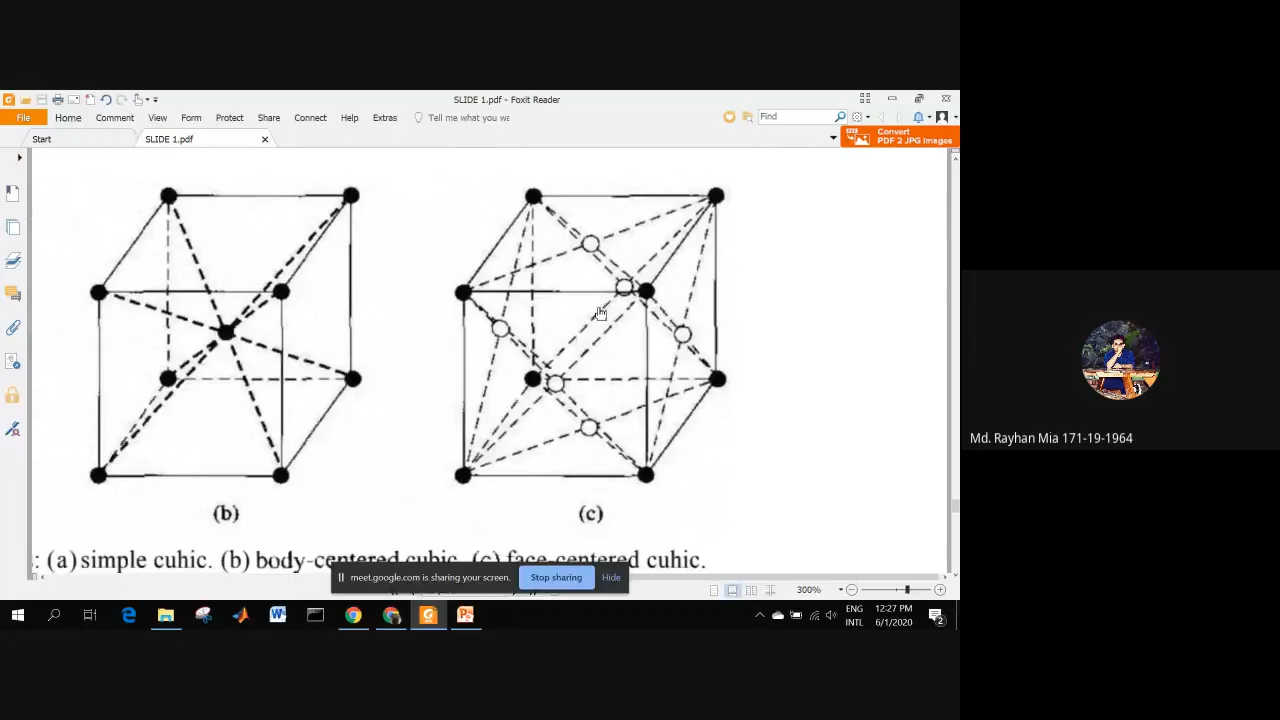 SLIDE 1.pdf - Foxit Reader
File Home Comment View Form Protect Share Connect Help Extras Tell me what you wa Find
Start SLIDE 1.pdf
Convert
PDF 2 JPG Images
(b) (c)
: (a) simple cubic. (b) body-centered cubic. (c) face-centered cubic.
meet.google.com is sharing your screen. Stop sharing Hide
300%
ENG 12:27 PM
INTL 6/1/2020
2
Md. Rayhan Mia 171-19-1964